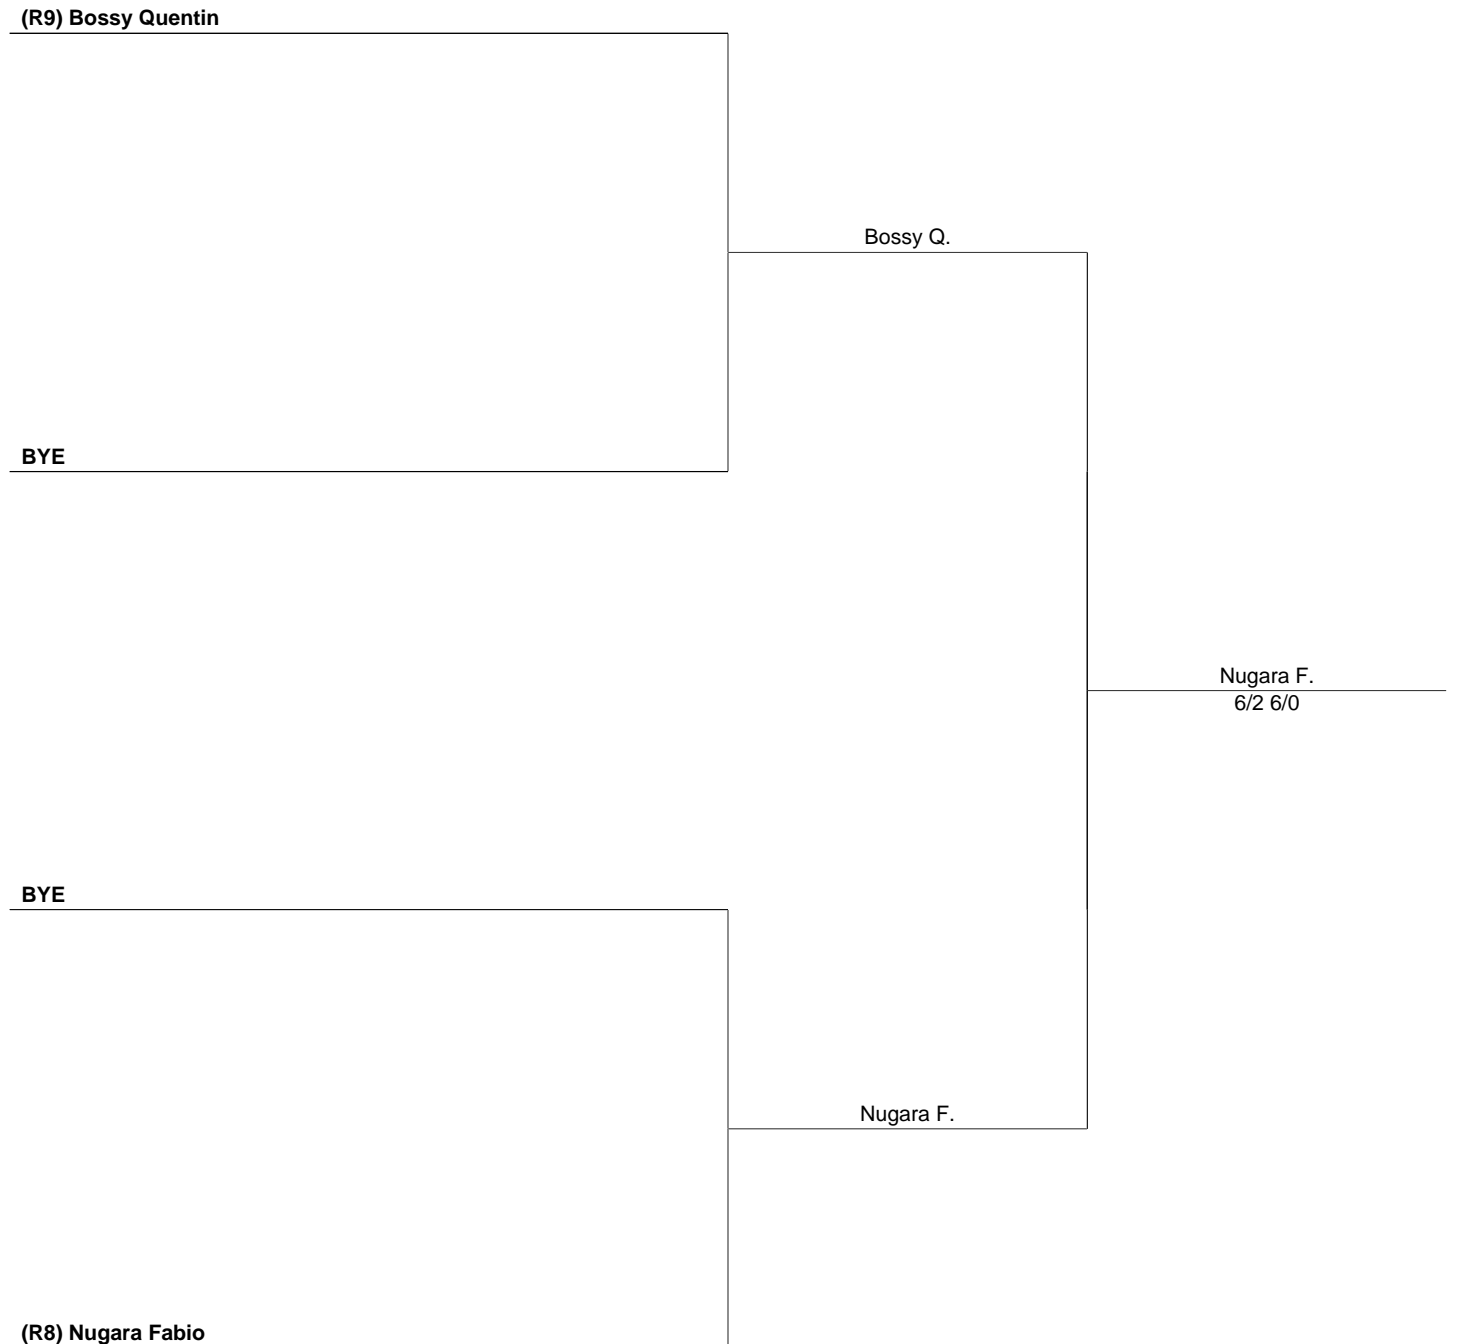 (R9) Bossy Quentin
Bossy Q.
BYE
Nugara F.
6/2 6/0
BYE
Nugara F.
(R8) Nugara Fabio